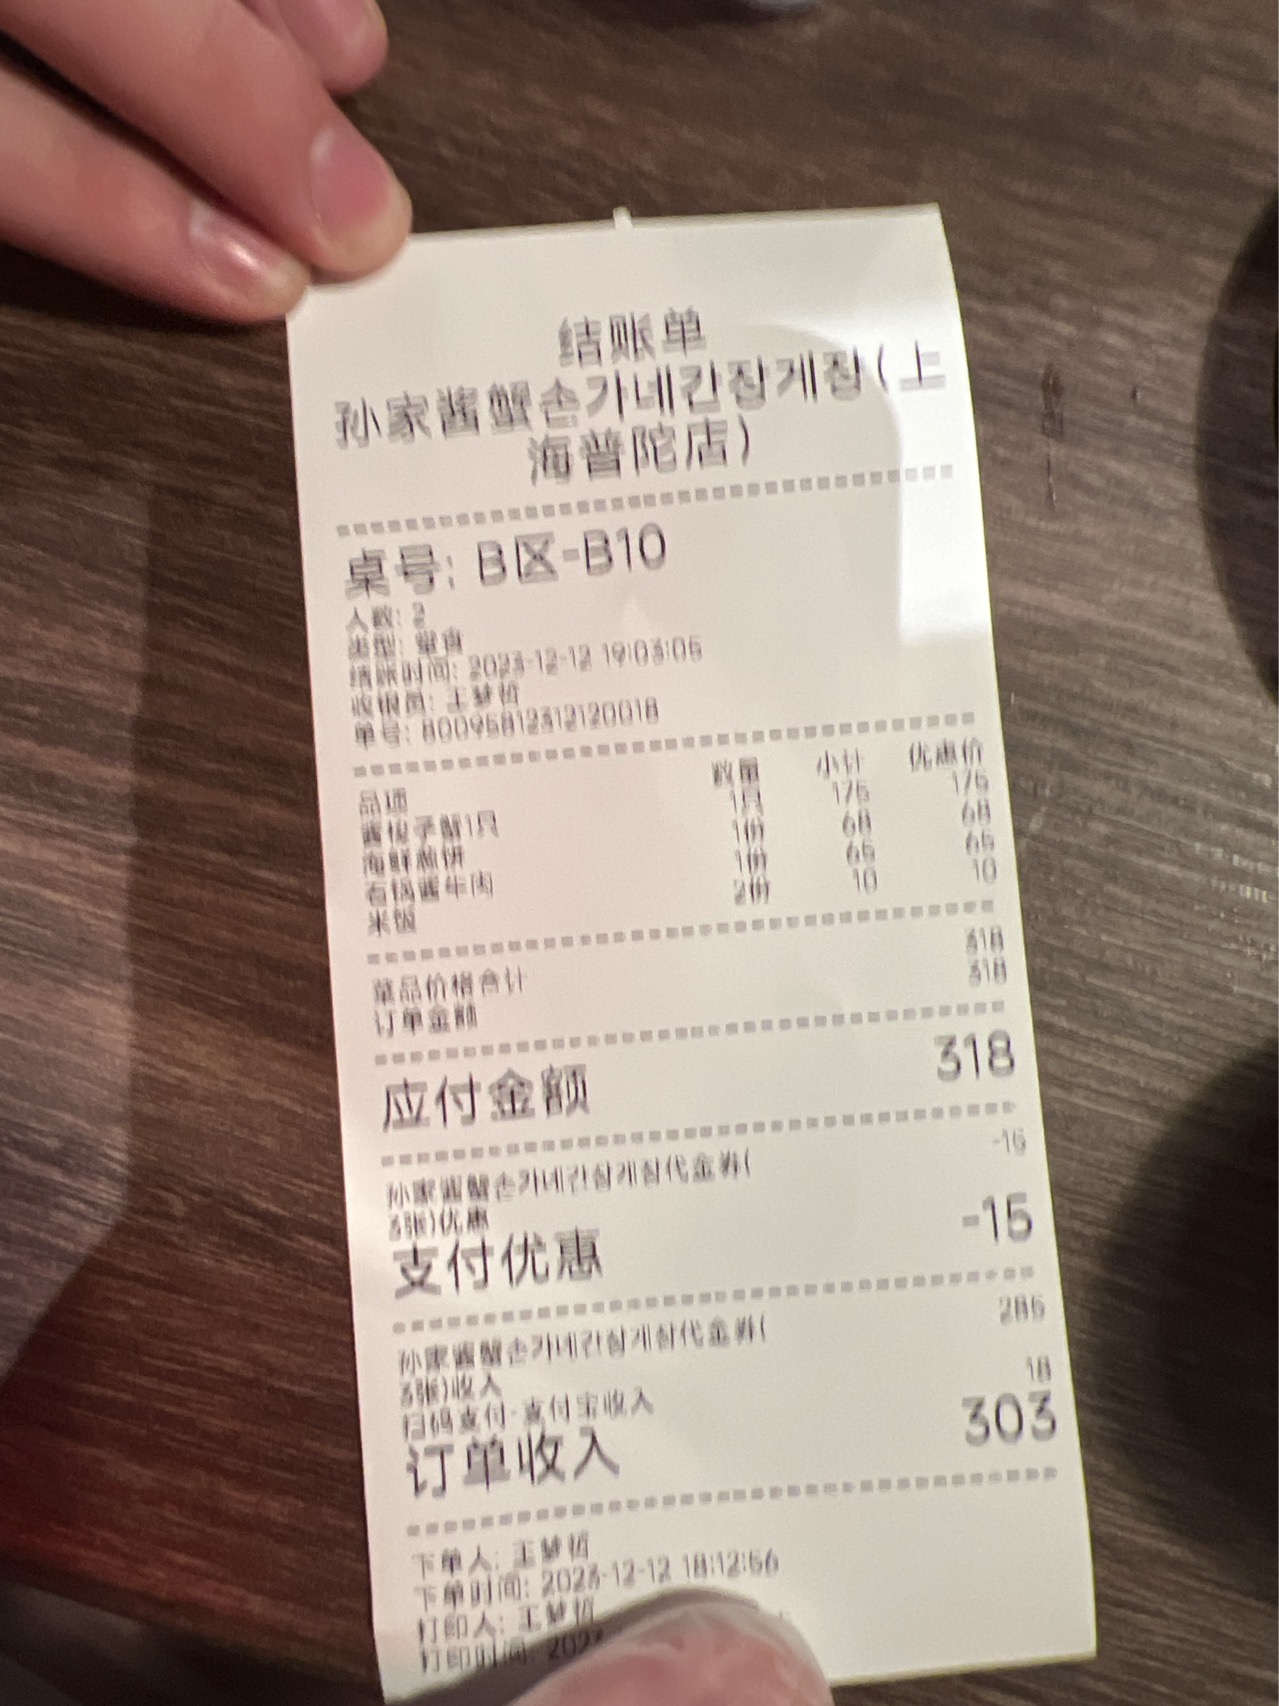 结账单
孙家酱蟹손가네간장게장(上
海普陀店)
桌号: B区-B10
人数: 2
类型: 堂食
结账时间: 2023-12-12 19:03:05
收银员: 王梦哲
单号: 80095812312120018
品项 数量 小计 优惠价
酱梭子蟹1只 1只 175 175
海鲜葱饼 1份 68 68
石锅酱牛肉 1份 65 65
米饭 2份 10 10
菜品价格合计 318
订单金额 318
应付金额 318
孙家酱蟹손가네간장게장代金券( -15
3张)优惠
支付优惠 -15
孙家酱蟹손가네간장게장代金券( 285
3张)收入
扫码支付-支付宝收入 18
订单收入 303
下单人: 王梦哲
下单时间: 2023-12-12 18:12:56
打印人: 王梦哲
打印时间: 2023